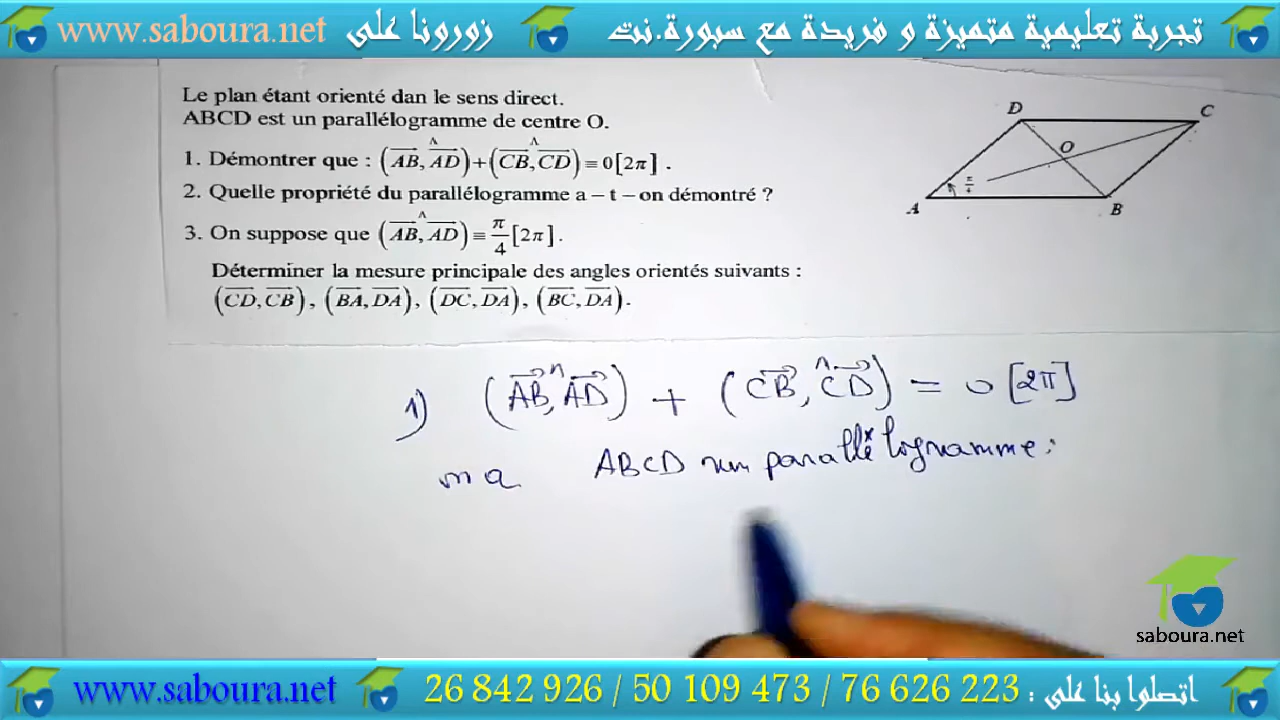 www.saboura.net زورونا على تجربة تعليمية متميزة و فريدة مع سبورة.نت
Le plan étant orienté dan le sens direct.
ABCD est un parallélogramme de centre O.
1. Démontrer que : (AB, AD) + (CB, CD) ≡ 0[2π] .
2. Quelle propriété du parallélogramme a – t – on démontré ?
3. On suppose que (AB, AD) ≡ π/4 [2π] .
Déterminer la mesure principale des angles orientés suivants :
(CD, CB) , (BA, DA) , (DC, DA) , (BC, DA) .
D C
O
π/4
A B
1) (AB, AD) + (CB, CD) = 0 [2π]
m a ABCD un parallélogramme :
saboura.net
www.saboura.net 26 842 926 / 50 109 473 / 76 626 223 : اتصلوا بنا على